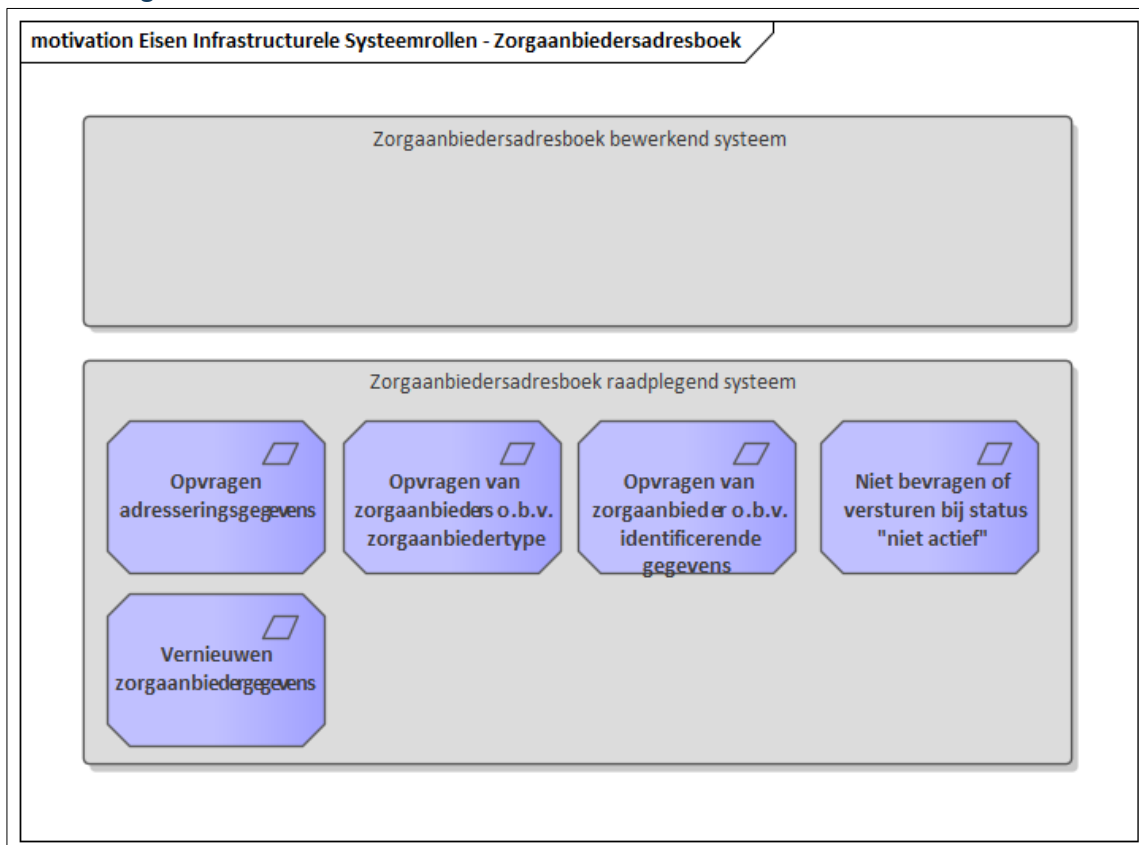 motivation Eisen Infrastructurele Systeemrollen - Zorgaanbiedersadresboek
Zorgaanbiedersadresboek bewerkend systeem
Zorgaanbiedersadresboek raadplegend systeem
Opvragen
adresseringsgegevens
Opvragen van
zorgaanbieders o.b.v.
zorgaanbiedertype
Opvragen van
zorgaanbieder o.b.v.
identificerende
gegevens
Niet bevragen of
versturen bij status
"niet actief"
Vernieuwen
zorgaanbiedergegevens